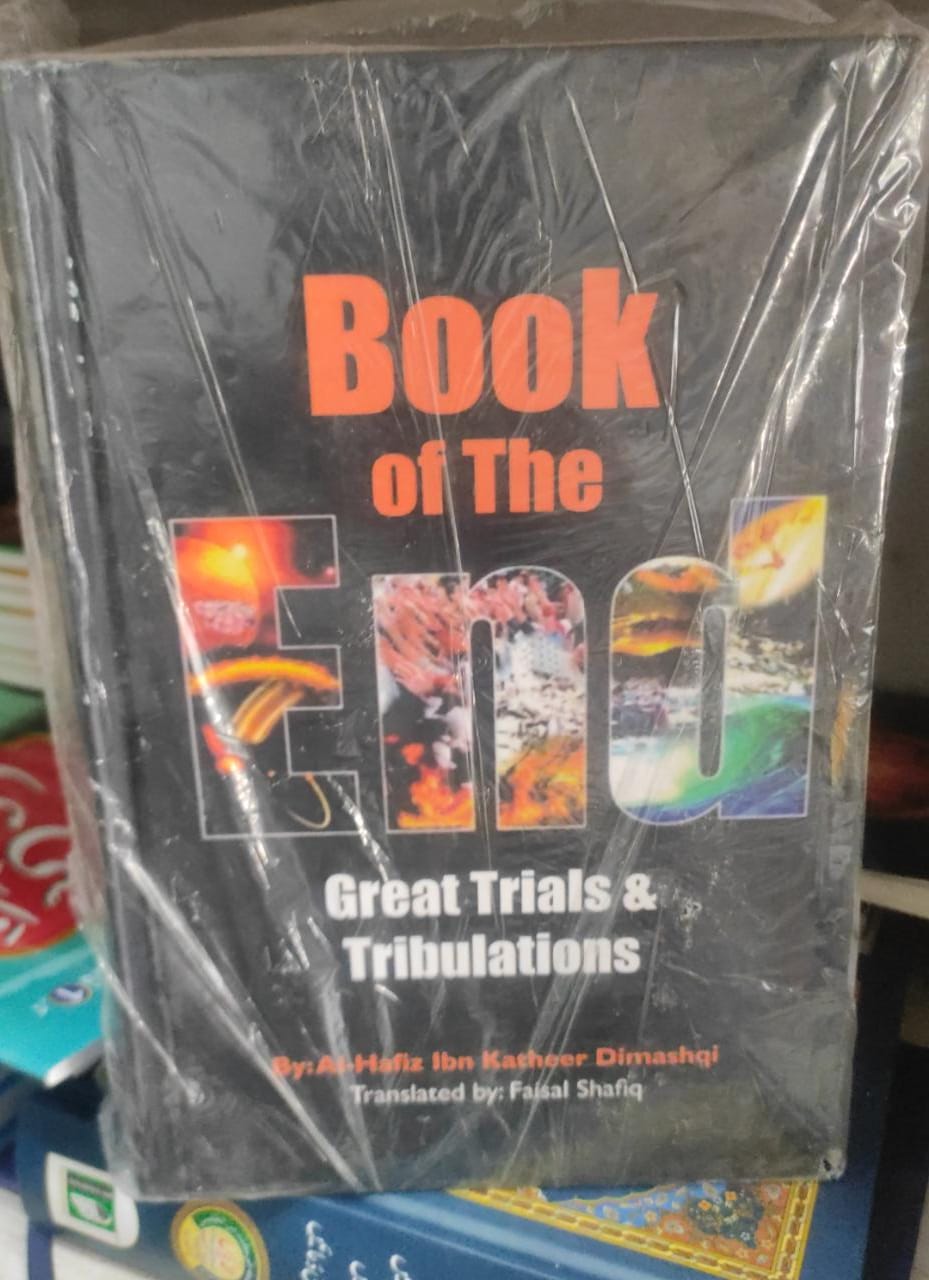 Book
of The
End
Great Trials &
Tribulations
By: Al-Hafiz Ibn Katheer Dimashqi
Translated by: Faisal Shafiq